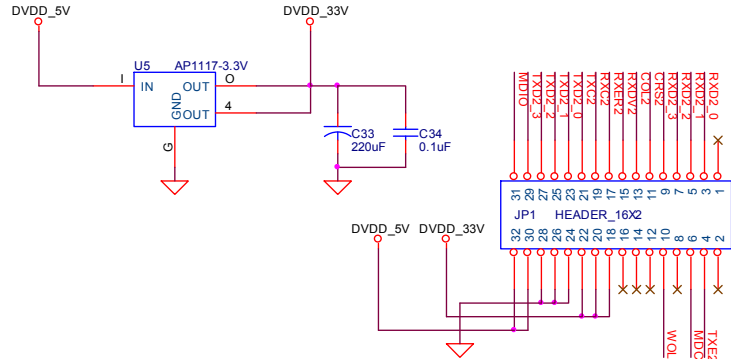 DVDD_5V
DVDD_33V
U5
AP1117-3.3V
I
IN
OUT
O
GND
OUT
4
G
C33
220uF
C34
0.1uF
MDIO
TXD2_3
TXD2_2
TXD2_1
TXD2_0
TXC2
RXC2
RXER2
RXDV2
COL2
CRS2
RXD2_3
RXD2_2
RXD2_1
RXD2_0
31 29 27 25 23 21 19 17 15 13 11 9 7 5 3 1
JP1
HEADER_16X2
32 30 28 26 24 22 20 18 16 14 12 10 8 6 4 2
DVDD_5V
DVDD_33V
WOL
MDC